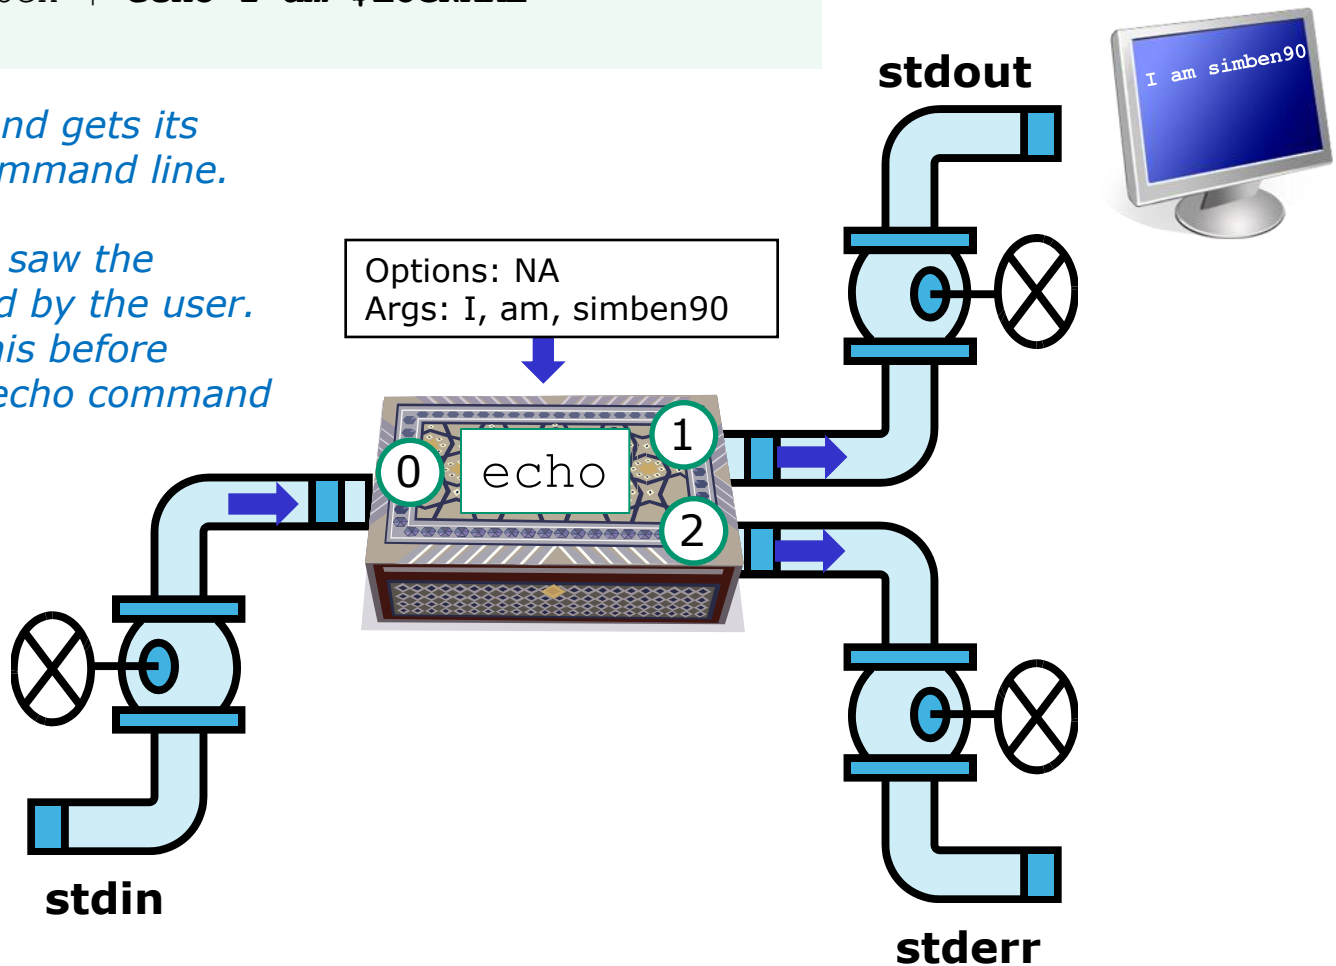 stdout
I am simben90
nd gets its
mmand line.
saw the
d by the user.
his before
echo command
Options: NA
Args: I, am, simben90
0
echo
1
2
stdin
stderr